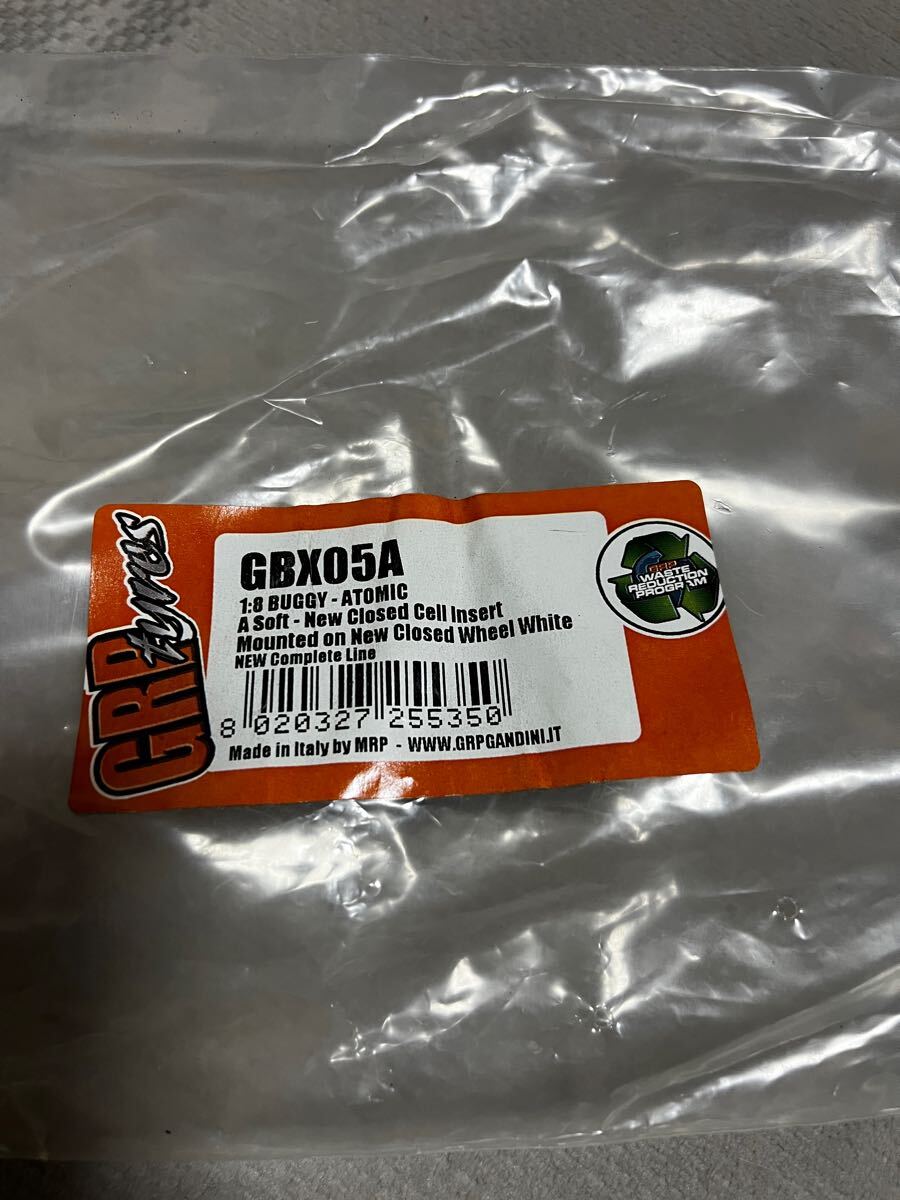 GRP tyres
GBX05A
1:8 BUGGY - ATOMIC
A Soft - New Closed Cell Insert
Mounted on New Closed Wheel White
NEW Complete Line
8 020327 255350
Made in Italy by MRP - WWW.GRPGANDINI.IT
GRP
WASTE
REDUCTION
PROGRAM